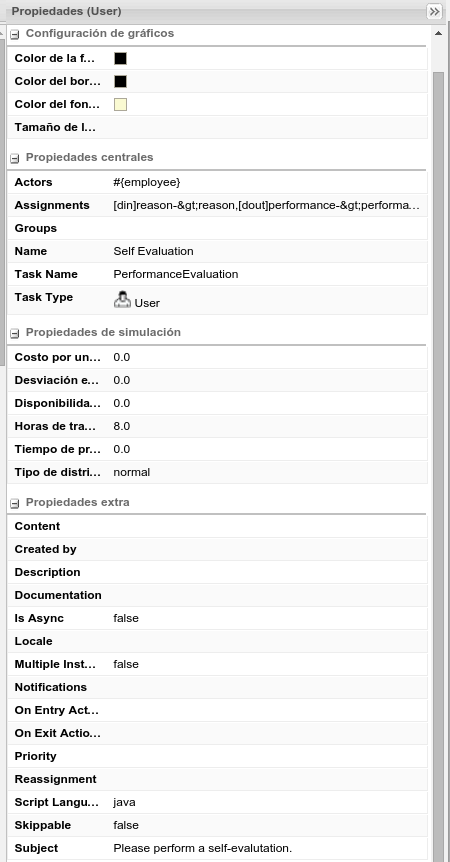 Propiedades (User)
Configuración de gráficos
Color de la f...
Color del bor...
Color del fon...
Tamaño de l...
Propiedades centrales
Actors #{employee}
Assignments [din]reason-&gt;reason,[dout]performance-&gt;performa...
Groups
Name Self Evaluation
Task Name PerformanceEvaluation
Task Type User
Propiedades de simulación
Costo por un... 0.0
Desviación e... 0.0
Disponibilida... 0.0
Horas de tra... 8.0
Tiempo de pr... 0.0
Tipo de distri... normal
Propiedades extra
Content
Created by
Description
Documentation
Is Async false
Locale
Multiple Inst... false
Notifications
On Entry Act...
On Exit Actio...
Priority
Reassignment
Script Langu... java
Skippable false
Subject Please perform a self-evalutation.